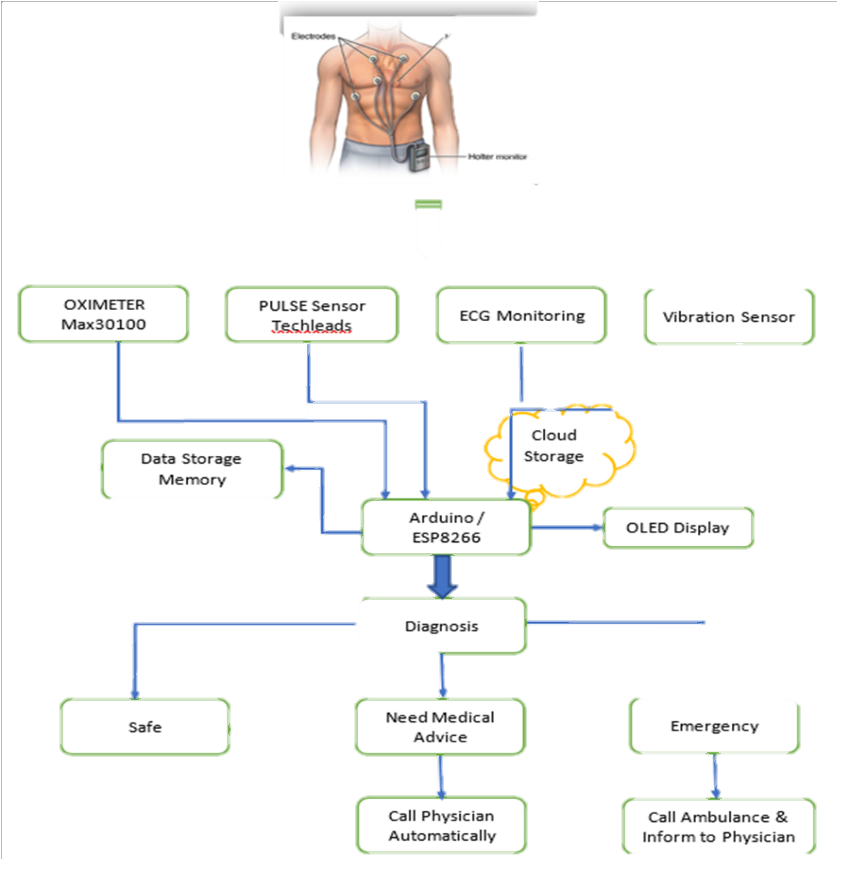 Electrodes
Holter monitor
OXIMETER
Max30100
PULSE Sensor
Techleads
ECG Monitoring
Vibration Sensor
Cloud
Storage
Data Storage
Memory
Arduino /
ESP8266
OLED Display
Diagnosis
Safe
Need Medical
Advice
Emergency
Call Physician
Automatically
Call Ambulance &
Inform to Physician